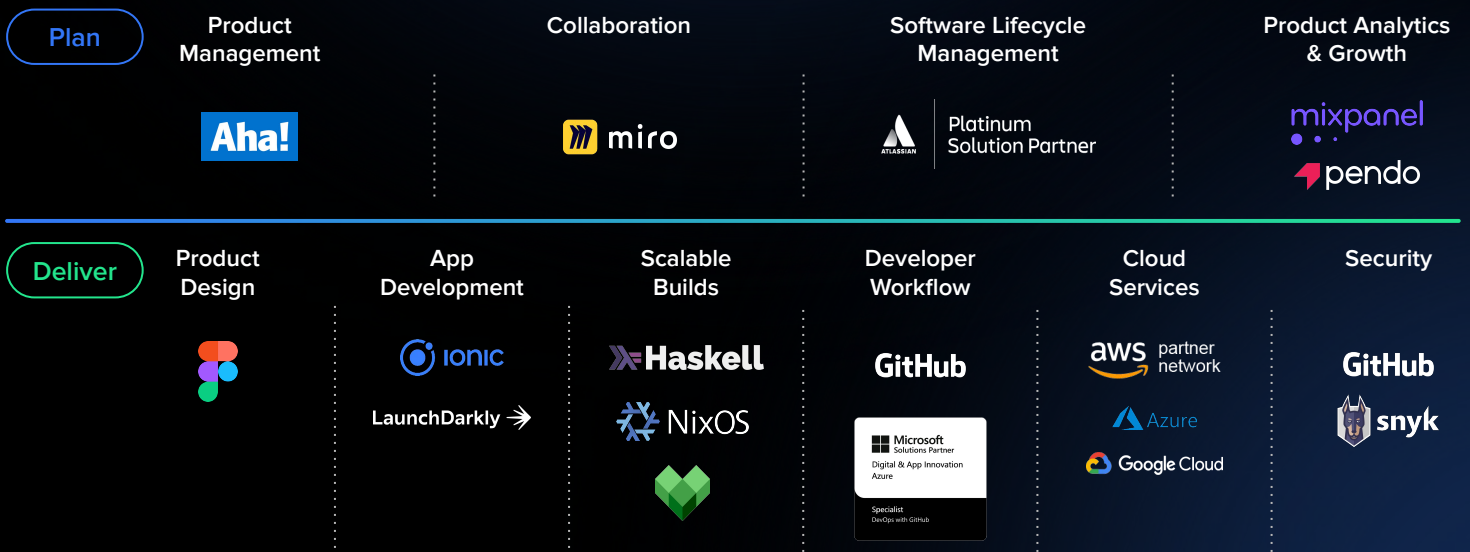 Plan
Product
Management
Collaboration
Software Lifecycle
Management
Product Analytics
& Growth
Aha!
miro
ATLASSIAN
Platinum
Solution Partner
mixpanel
pendo
Deliver
Product
Design
App
Development
Scalable
Builds
Developer
Workflow
Cloud
Services
Security
IONIC
LaunchDarkly
Haskell
NixOS
GitHub
Microsoft
Solutions Partner
Digital & App Innovation
Azure
Specialist
DevOps with GitHub
aws partner
network
Azure
Google Cloud
GitHub
snyk